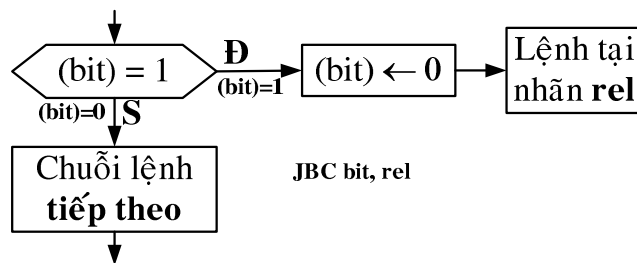 (bit) = 1
Đ
(bit)=1
(bit) ← 0
Lệnh tại
nhãn rel
(bit)=0
S
Chuỗi lệnh
tiếp theo
JBC bit, rel